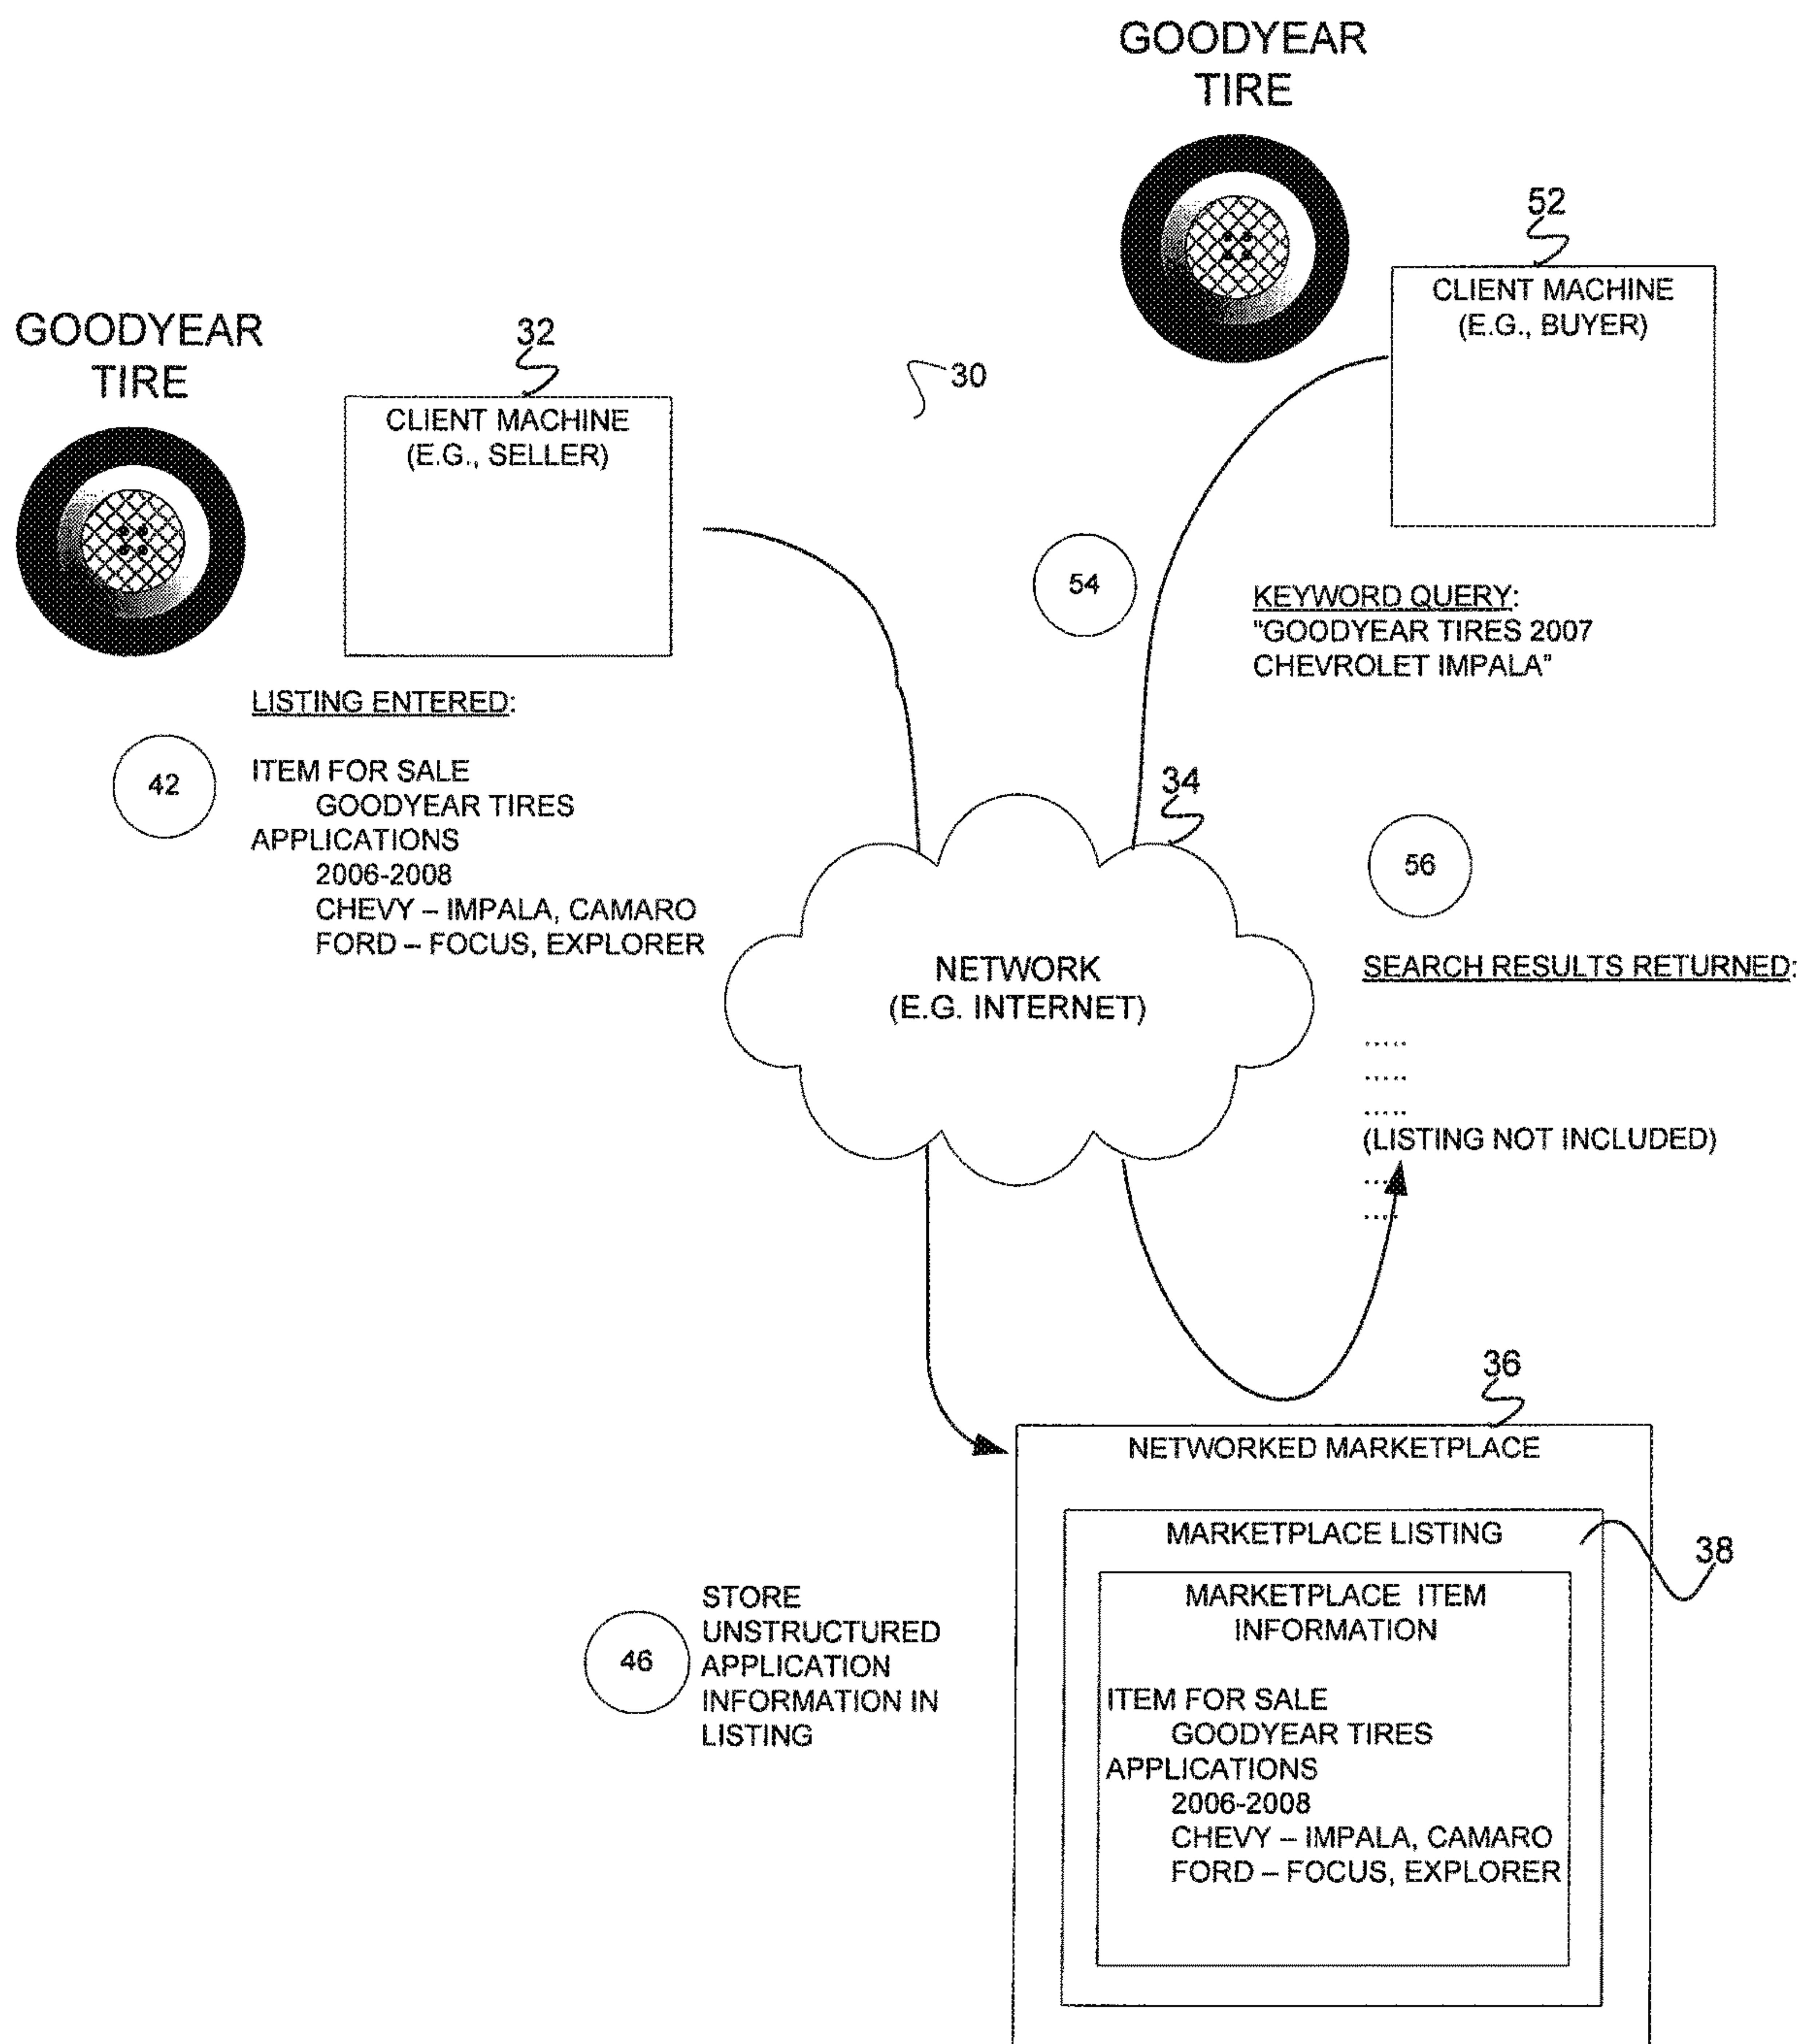 GOODYEAR
TIRE
52
CLIENT MACHINE
(E.G., BUYER)
GOODYEAR
TIRE
32
CLIENT MACHINE
(E.G., SELLER)
30
54
KEYWORD QUERY:
"GOODYEAR TIRES 2007
CHEVROLET IMPALA"
LISTING ENTERED:
42
ITEM FOR SALE
GOODYEAR TIRES
APPLICATIONS
2006-2008
CHEVY – IMPALA, CAMARO
FORD – FOCUS, EXPLORER
34
NETWORK
(E.G. INTERNET)
56
SEARCH RESULTS RETURNED:
.....
.....
.....
(LISTING NOT INCLUDED)
....
....
36
NETWORKED MARKETPLACE
MARKETPLACE LISTING
38
MARKETPLACE ITEM
INFORMATION
ITEM FOR SALE
GOODYEAR TIRES
APPLICATIONS
2006-2008
CHEVY – IMPALA, CAMARO
FORD – FOCUS, EXPLORER
46
STORE
UNSTRUCTURED
APPLICATION
INFORMATION IN
LISTING